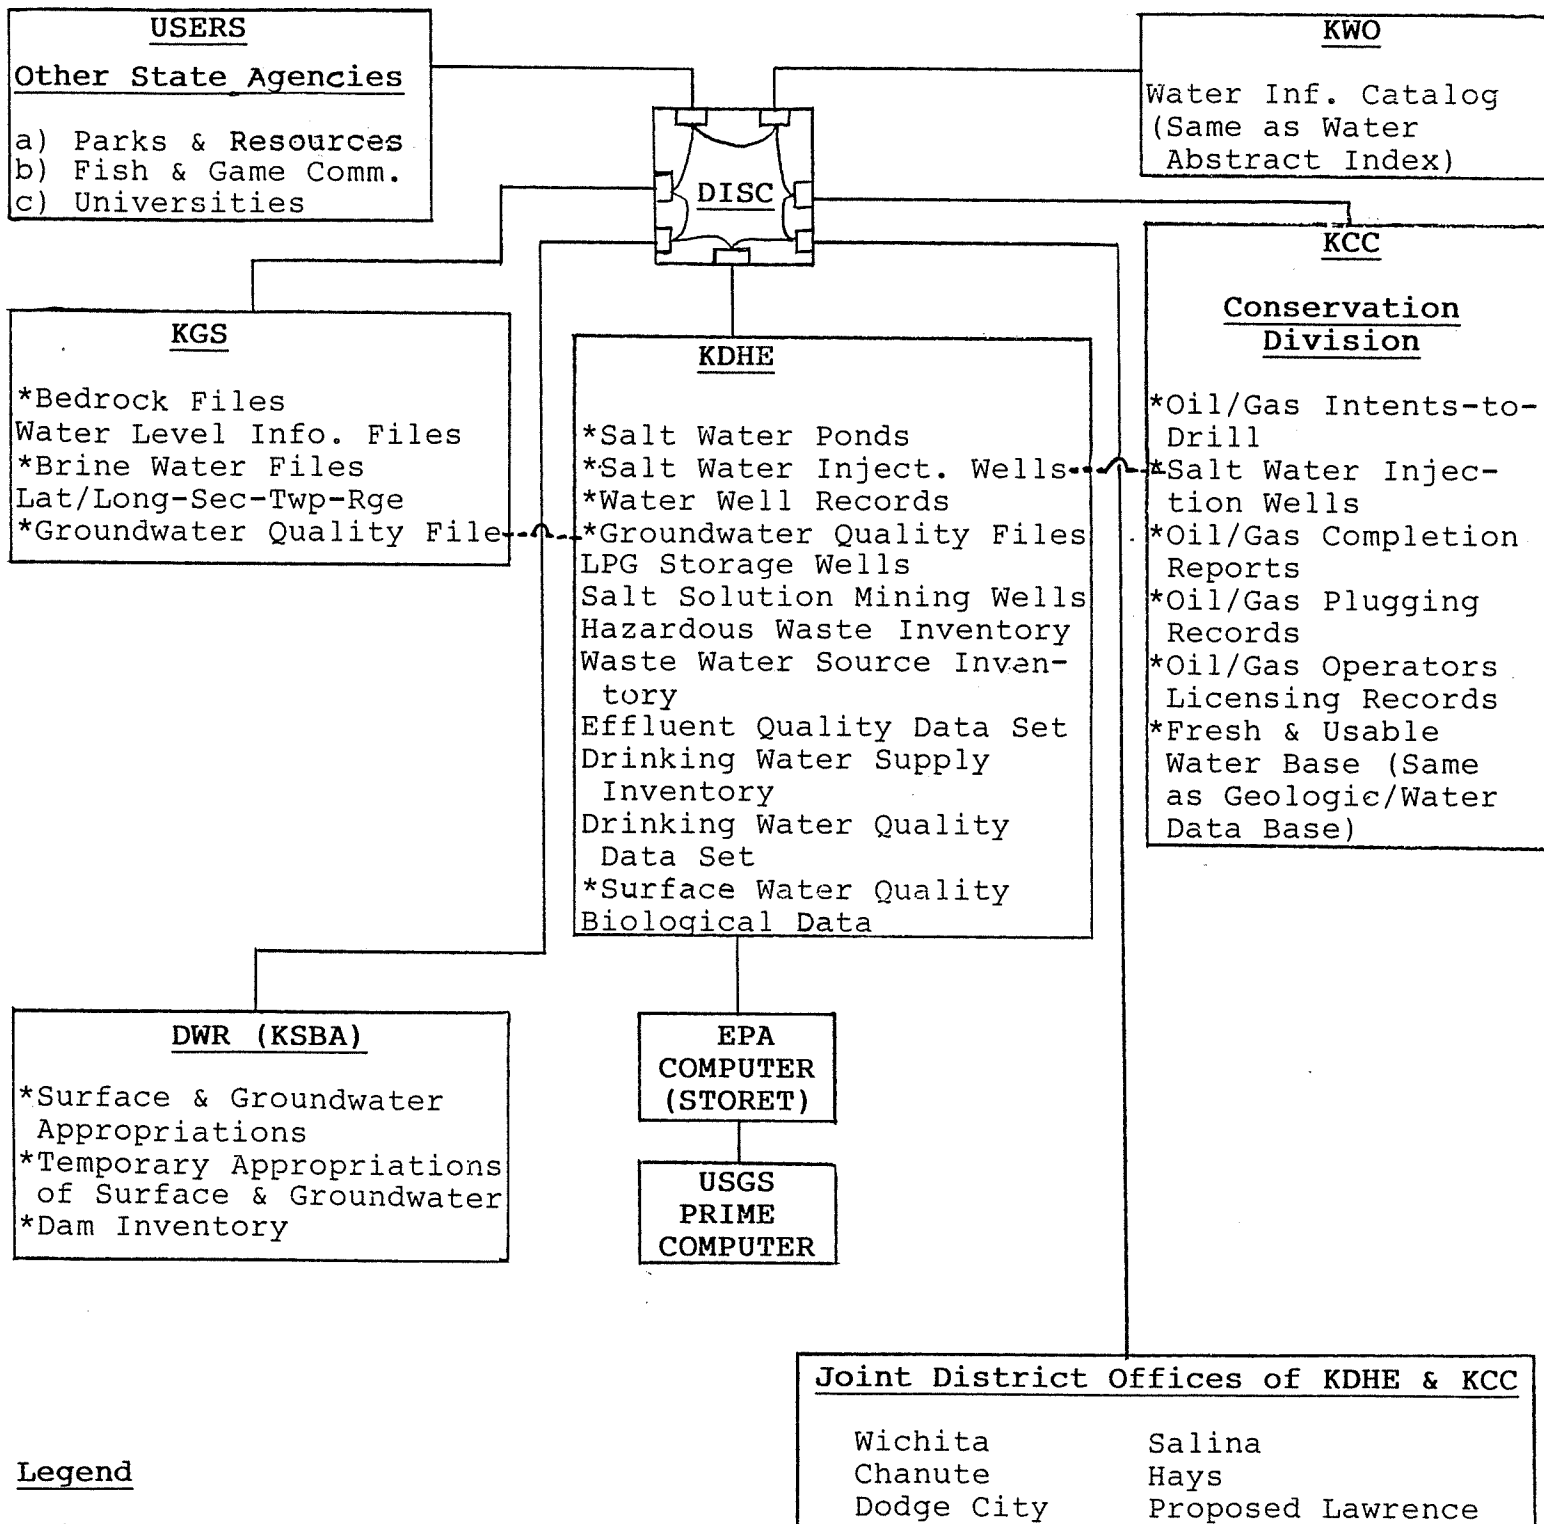 USERS
Other State Agencies
a) Parks & Resources
b) Fish & Game Comm.
c) Universities
KWO
Water Inf. Catalog
(Same as Water
Abstract Index)
DISC
KGS
*Bedrock Files
Water Level Info. Files
*Brine Water Files
Lat/Long-Sec-Twp-Rge
*Groundwater Quality File
KDHE
*Salt Water Ponds
*Salt Water Inject. Wells
*Water Well Records
*Groundwater Quality Files
LPG Storage Wells
Salt Solution Mining Wells
Hazardous Waste Inventory
Waste Water Source Inven-
tory
Effluent Quality Data Set
Drinking Water Supply
Inventory
Drinking Water Quality
Data Set
*Surface Water Quality
Biological Data
KCC
Conservation
Division
*Oil/Gas Intents-to-
Drill
*Salt Water Injec-
tion Wells
*Oil/Gas Completion
Reports
*Oil/Gas Plugging
Records
*Oil/Gas Operators
Licensing Records
*Fresh & Usable
Water Base (Same
as Geologic/Water
Data Base)
DWR (KSBA)
*Surface & Groundwater
Appropriations
*Temporary Appropriations
of Surface & Groundwater
*Dam Inventory
EPA
COMPUTER
(STORET)
USGS
PRIME
COMPUTER
Joint District Offices of KDHE & KCC
Wichita Salina
Chanute Hays
Dodge City Proposed Lawrence
Legend